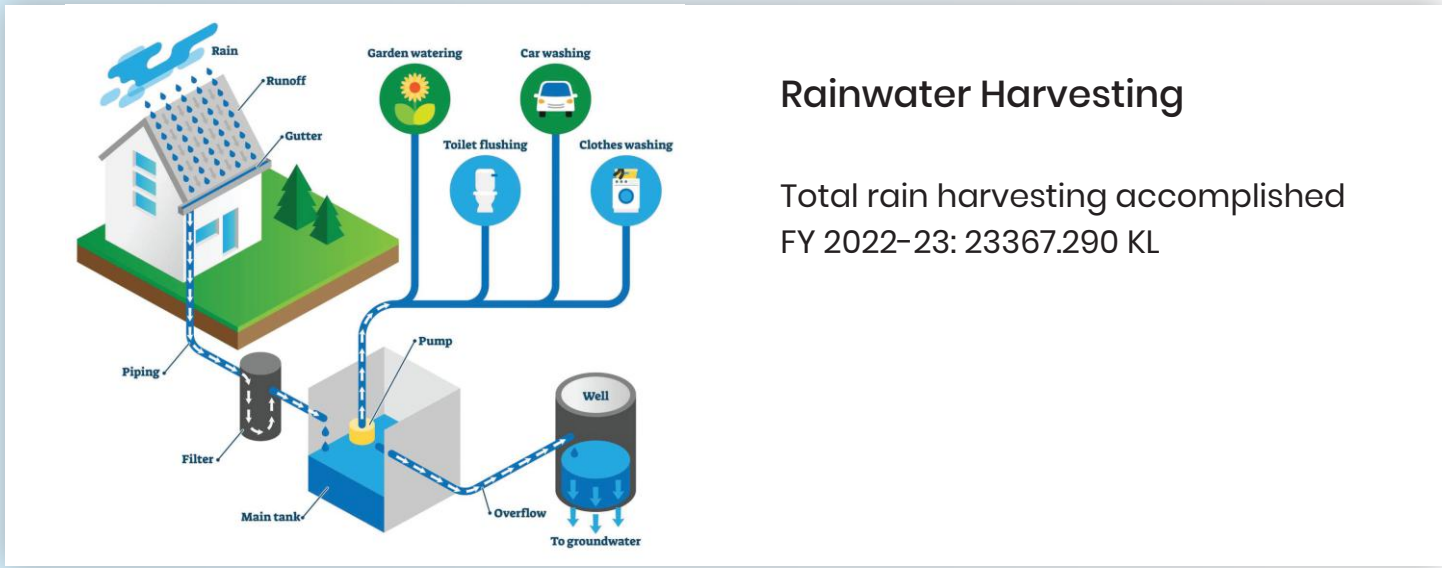 Rain
Runoff
Gutter
Garden watering
Car washing
Toilet flushing
Clothes washing
Piping
Filter
Pump
Main tank
Well
Overflow
To groundwater
Rainwater Harvesting
Total rain harvesting accomplished
FY 2022-23: 23367.290 KL